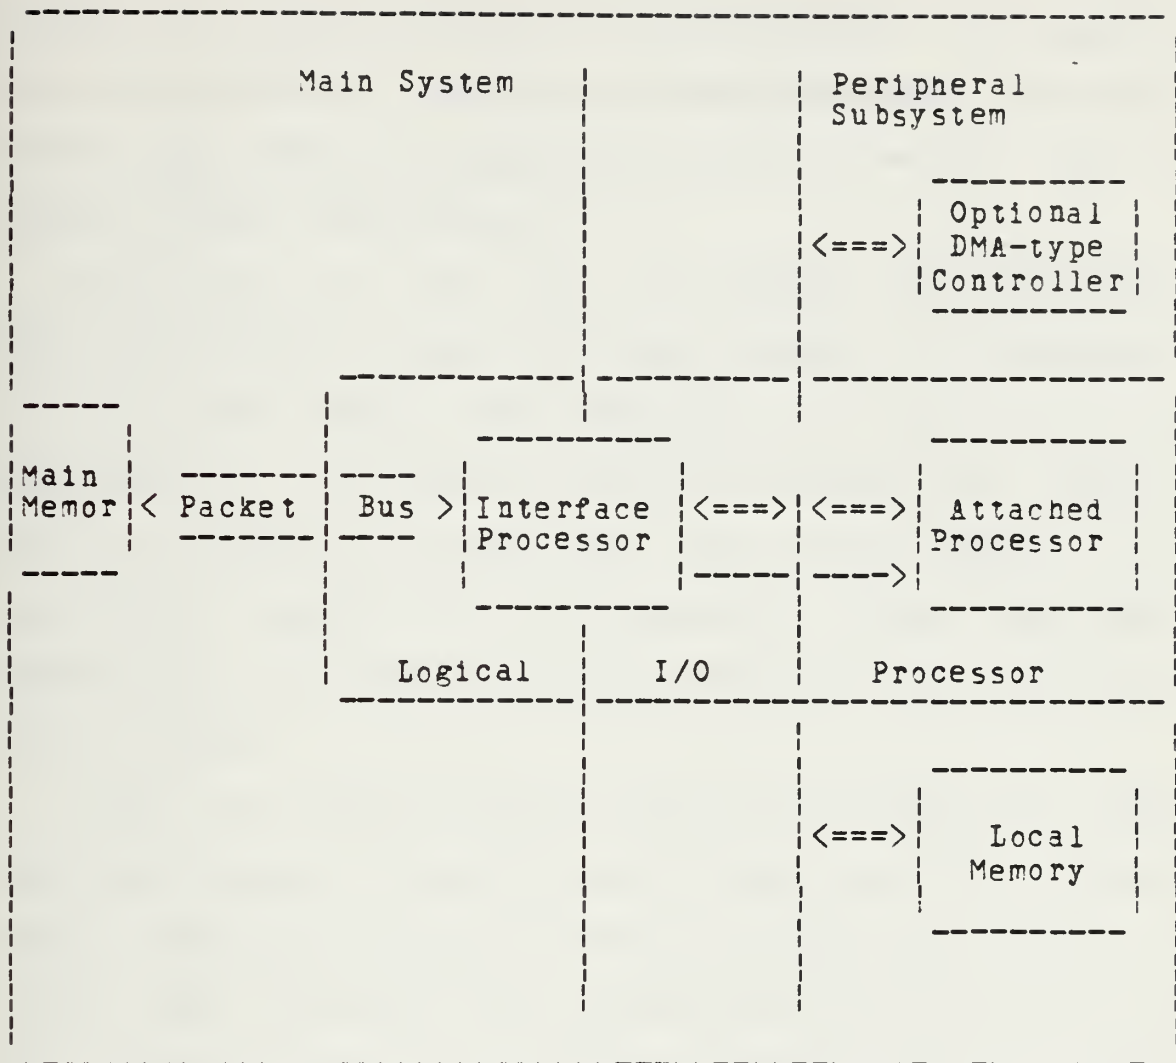 Main System
Peripheral
Subsystem
Optional
DMA-type
Controller
Main
Memor
Packet
Bus
Interface
Processor
Attached
Processor
Logical
I/O
Processor
Local
Memory